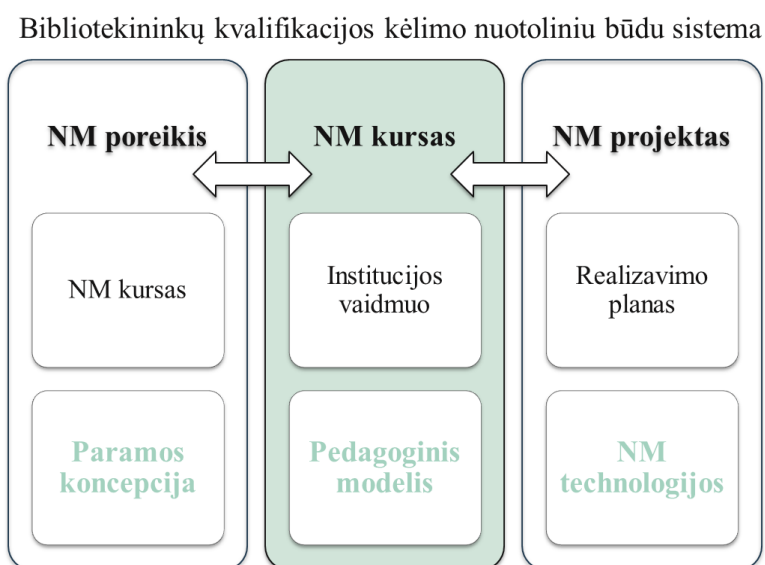 Bibliotekininkų kvalifikacijos kėlimo nuotoliniu būdu sistema
NM poreikis
NM kursas
Paramos
koncepcija
NM kursas
Institucijos
vaidmuo
Pedagoginis
modelis
NM projektas
Realizavimo
planas
NM
technologijos